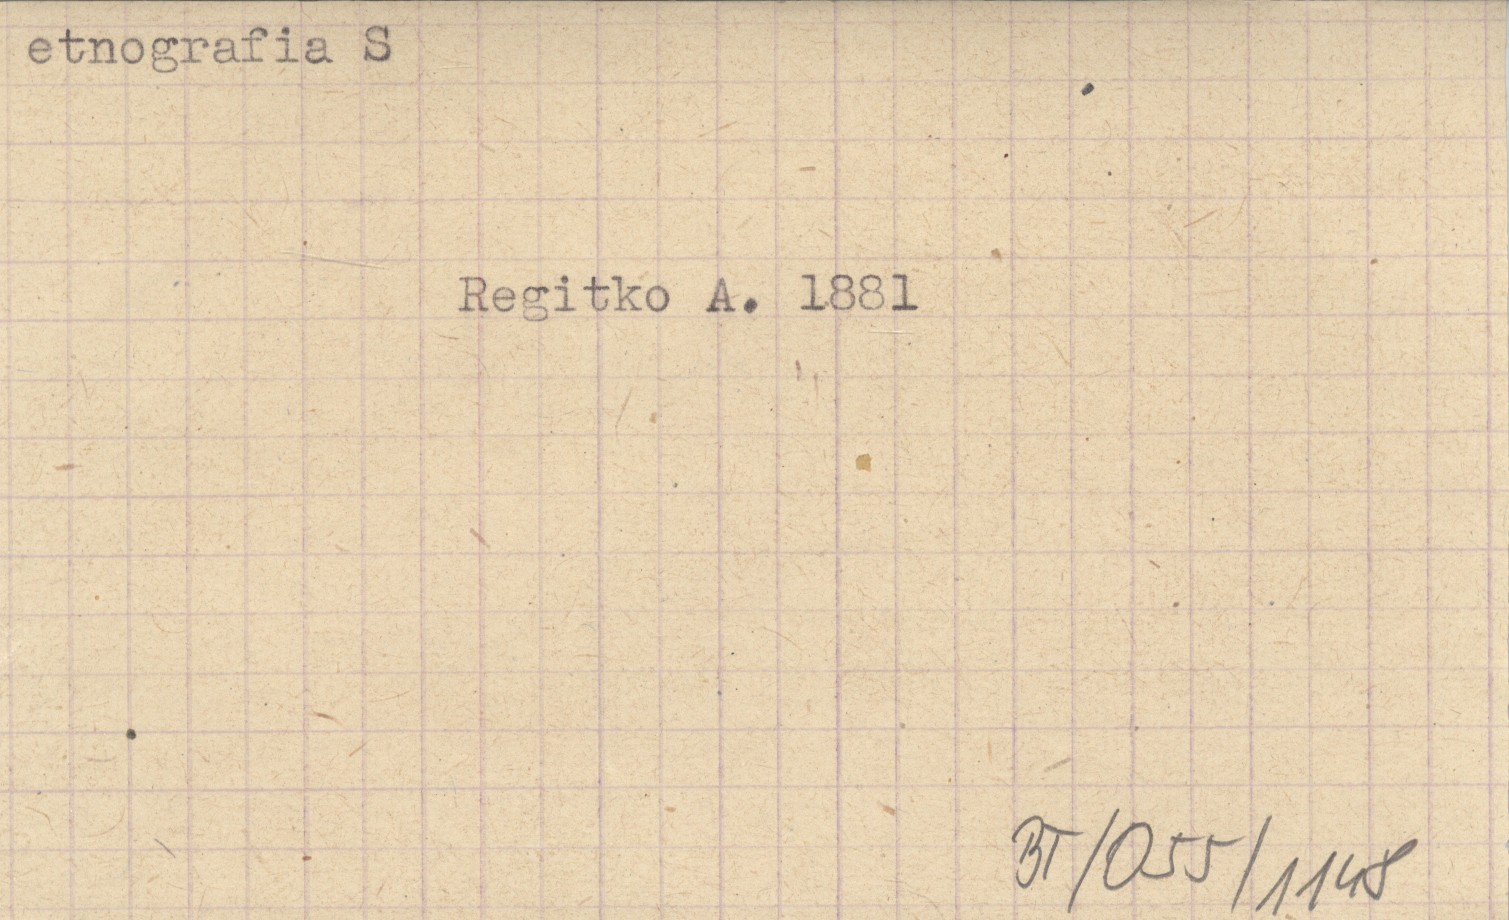 etnografia S
Regitko A. 1881
BT/055/1148